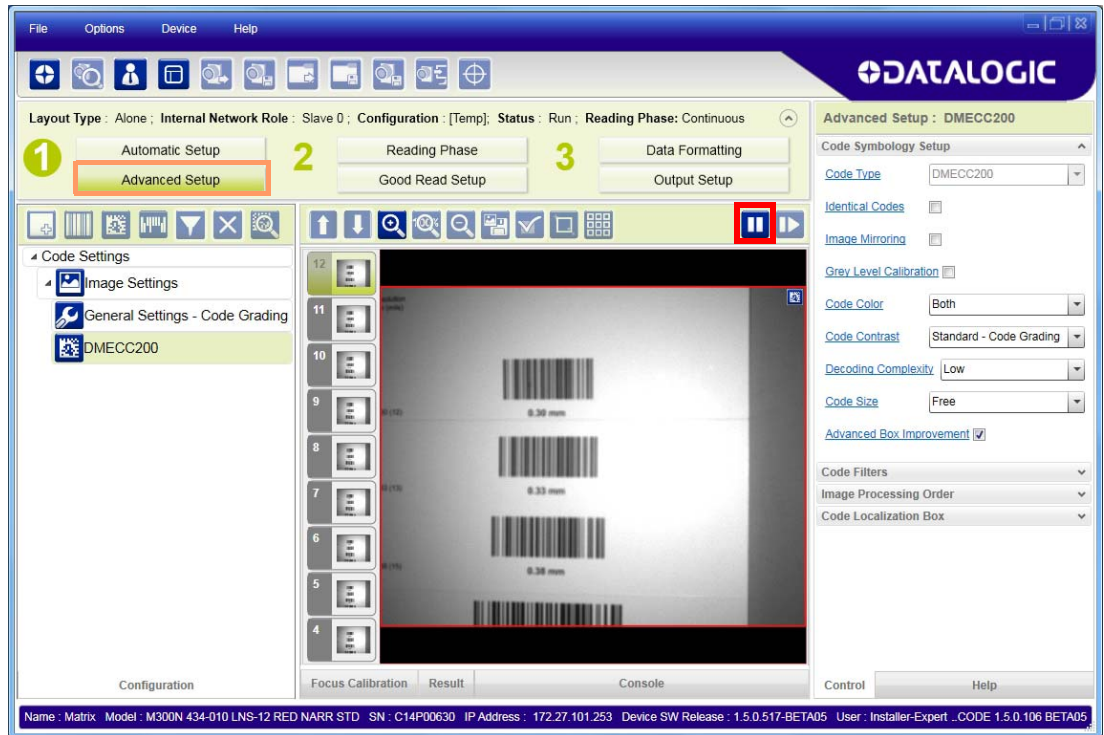 File Options Device Help
DATALOGIC
Layout Type : Alone ; Internal Network Role : Slave 0 ; Configuration : [Temp]; Status : Run ; Reading Phase: Continuous
1 Automatic Setup 2 Reading Phase 3 Data Formatting
Advanced Setup Good Read Setup Output Setup
Code Settings
Image Settings
General Settings - Code Grading
DMECC200
Configuration
100%
12
11
10
9
8
7
6
5
4
0.30 mm
0.33 mm
0.38 mm
Focus Calibration Result Console
Advanced Setup : DMECC200
Code Symbology Setup
Code Type DMECC200
Identical Codes
Image Mirroring
Grey Level Calibration
Code Color Both
Code Contrast Standard - Code Grading
Decoding Complexity Low
Code Size Free
Advanced Box Improvement
Code Filters
Image Processing Order
Code Localization Box
Control Help
Name : Matrix Model : M300N 434-010 LNS-12 RED NARR STD SN : C14P00630 IP Address : 172.27.101.253 Device SW Release : 1.5.0.517-BETA05 User : Installer-Expert ..CODE 1.5.0.106 BETA05